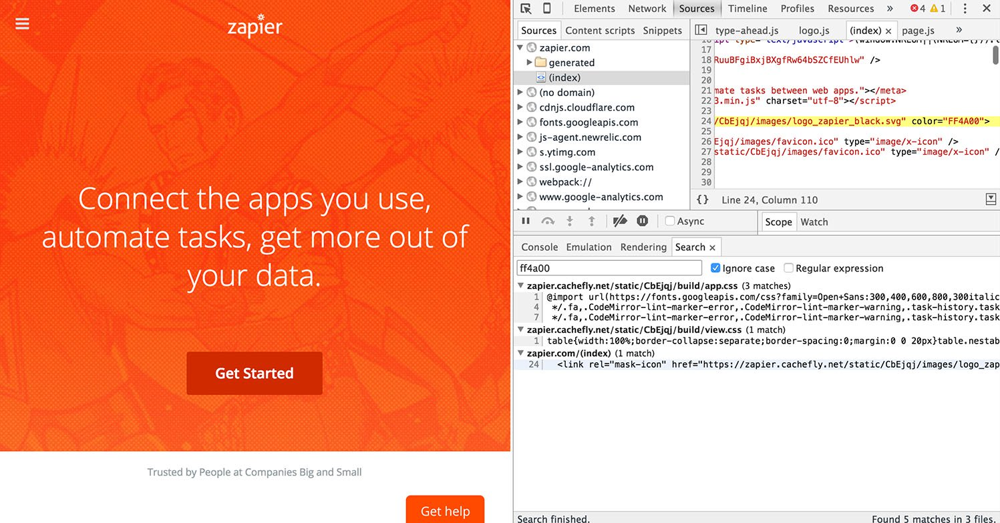 zapier
Connect the apps you use,
automate tasks, get more out of
your data.
Get Started
Trusted by People at Companies Big and Small
Get help
Elements Network Sources Timeline Profiles Resources » 4 1
Sources Content scripts Snippets
type-ahead.js logo.js (index) × page.js »
zapier.com
generated
(index)
(no domain)
cdnjs.cloudflare.com
fonts.googleapis.com
js-agent.newrelic.com
s.ytimg.com
ssl.google-analytics.com
webpack://
www.google-analytics.com
17
18 RuuBFgiBxjBXgfRw64bSZCfEUhlw" />
19
20
21 mate tasks between web apps."></meta>
22 3.min.js" charset="utf-8"></script>
23
24 /CbEjqj/images/logo_zapier_black.svg" color="FF4A00">
25
26 Ejqj/images/favicon.ico" type="image/x-icon" />
27 static/CbEjqj/images/favicon.ico" type="image/x-icon" /
28
29
30
{} Line 24, Column 110
Async
Scope Watch
Console Emulation Rendering Search ×
ff4a00 Ignore case Regular expression
zapier.cachefly.net/static/CbEjqj/build/app.css (3 matches)
1 @import url(https://fonts.googleapis.com/css?family=Open+Sans:300,400,600,800,300italic
4 */.fa,.CodeMirror-lint-marker-error,.CodeMirror-lint-marker-warning,.task-history.task
7 */.fa,.CodeMirror-lint-marker-error,.CodeMirror-lint-marker-warning,.task-history.task
zapier.cachefly.net/static/CbEjqj/build/view.css (1 match)
1 table{width:100%;border-collapse:separate;border-spacing:0;margin:0 0 20px}table.nestab
zapier.com/(index) (1 match)
24 <link rel="mask-icon" href="https://zapier.cachefly.net/static/CbEjqj/images/logo_zap
Search finished. Found 5 matches in 3 files.